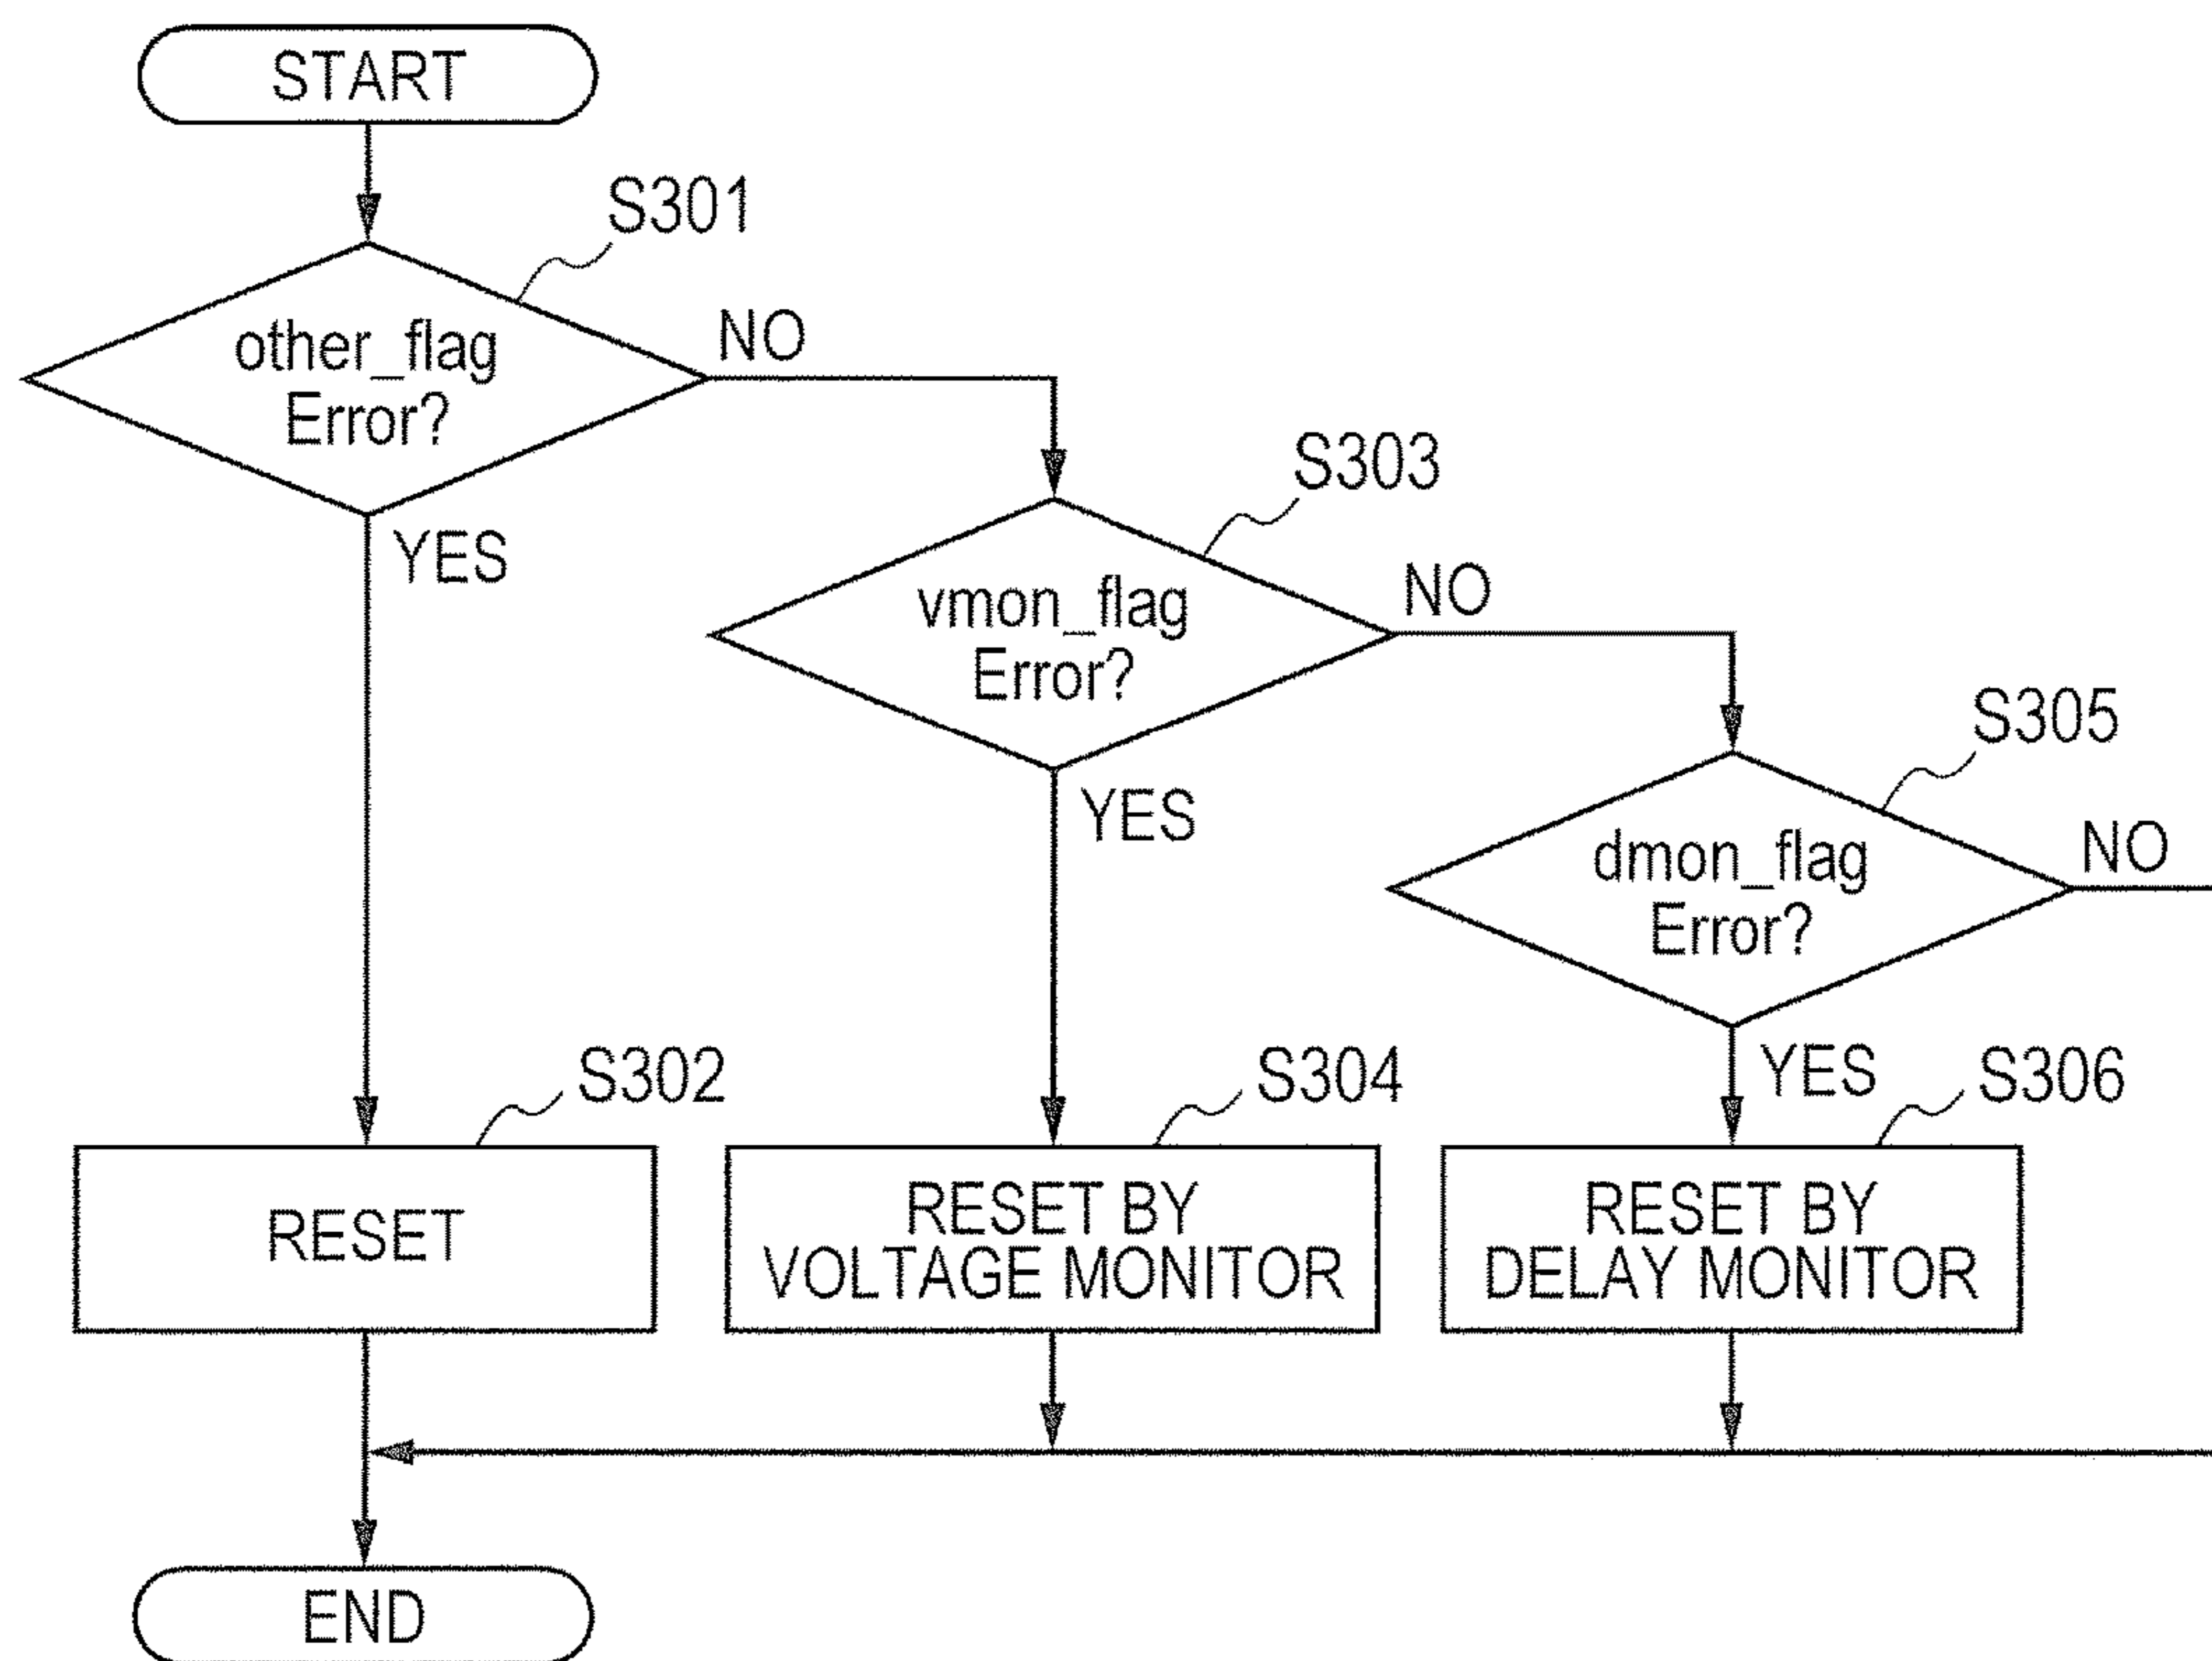 START
S301
other_flag
Error?
NO
YES
S303
vmon_flag
Error?
NO
YES
S305
dmon_flag
Error?
NO
YES
S302
RESET
S304
RESET BY
VOLTAGE MONITOR
S306
RESET BY
DELAY MONITOR
END